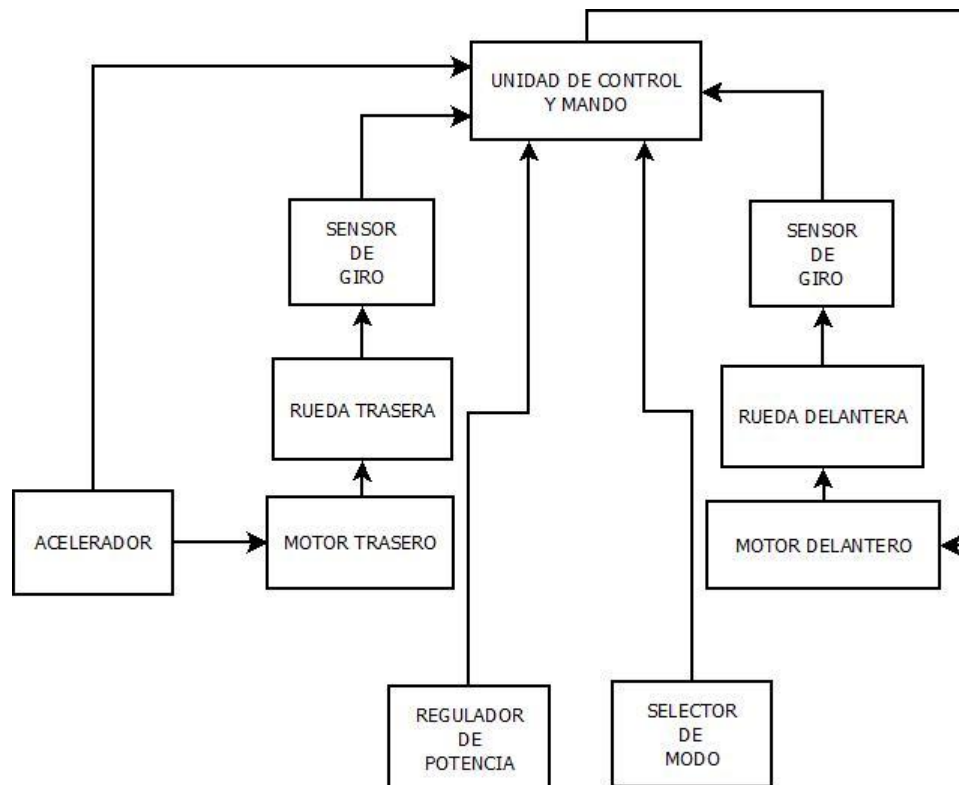 UNIDAD DE CONTROL
Y MANDO
SENSOR
DE
GIRO
SENSOR
DE
GIRO
RUEDA TRASERA
RUEDA DELANTERA
ACELERADOR
MOTOR TRASERO
MOTOR DELANTERO
REGULADOR
DE
POTENCIA
SELECTOR
DE
MODO